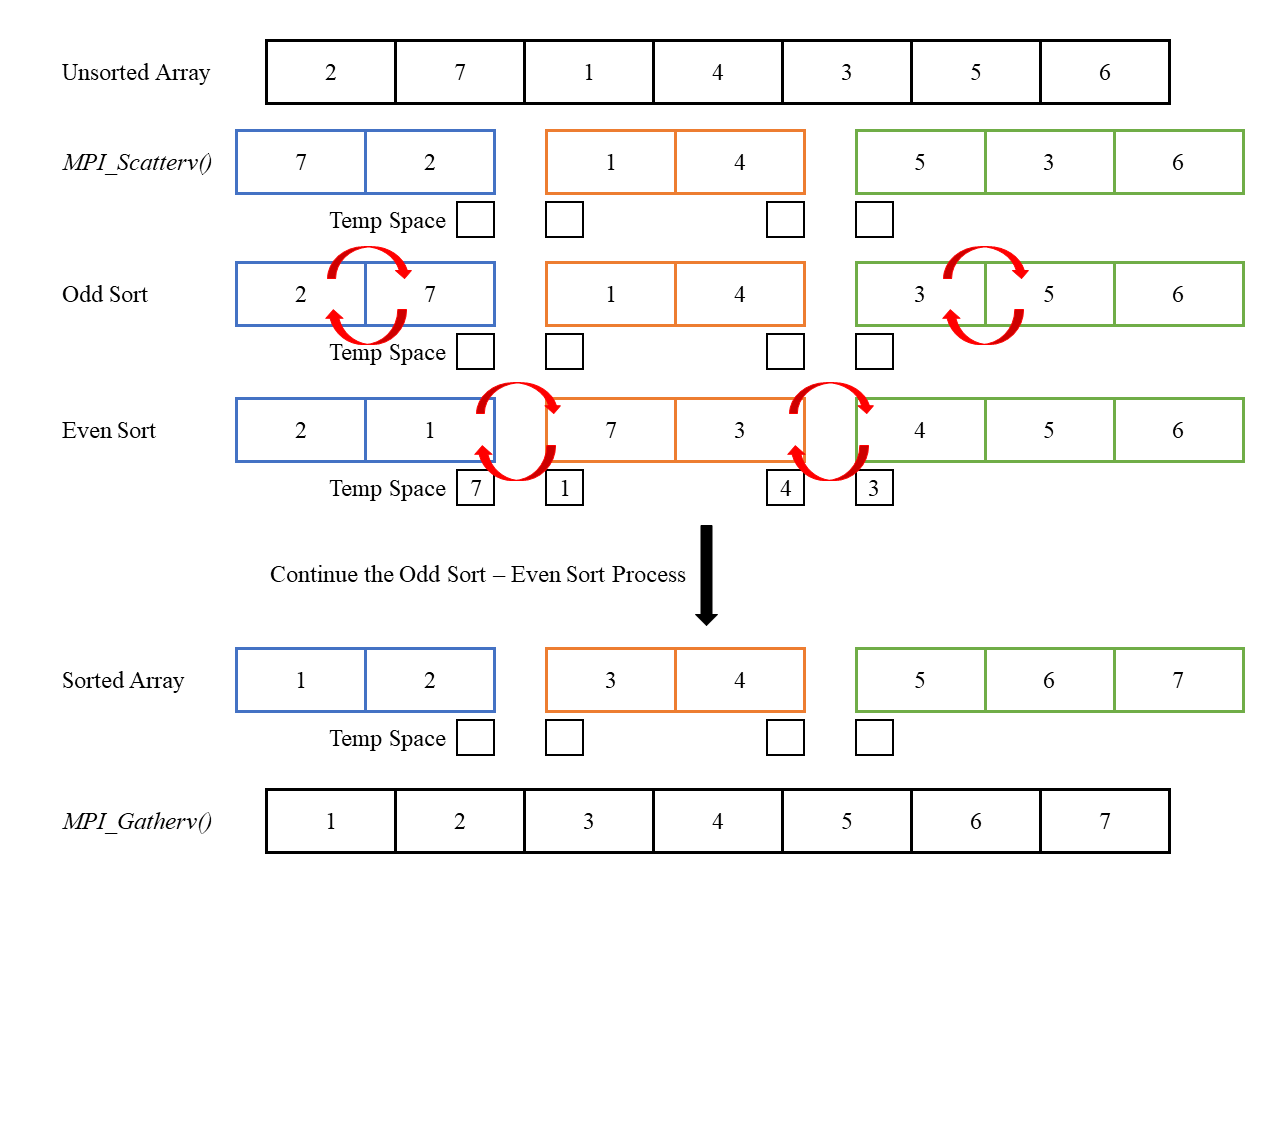 Unsorted Array 2 7 1 4 3 5 6
MPI_Scatterv() 7 2 1 4 5 3 6
Temp Space
Odd Sort 2 7 1 4 3 5 6
Temp Space
Even Sort 2 1 7 3 4 5 6
Temp Space 7 1 4 3
Continue the Odd Sort – Even Sort Process
Sorted Array 1 2 3 4 5 6 7
Temp Space
MPI_Gatherv() 1 2 3 4 5 6 7